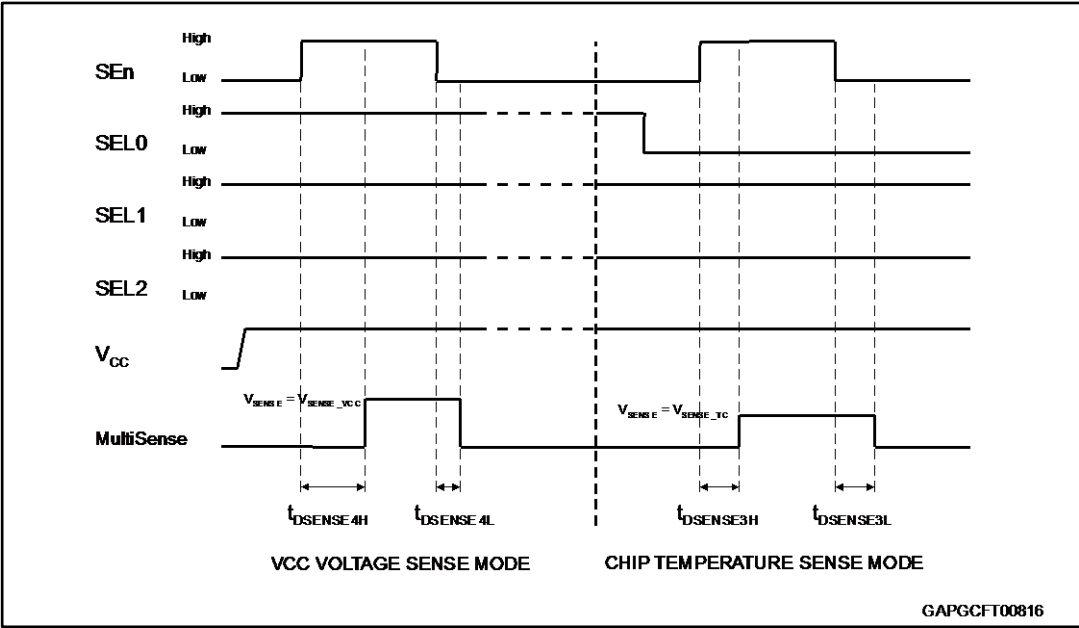 High
SEn
Low
High
SEL0
Low
High
SEL1
Low
High
SEL2
Low
VCC
VSENSE = VSENSE_VCC
VSENSE = VSENSE_TC
MultiSense
tDSENSE4H
tDSENSE4L
tDSENSE3H
tDSENSE3L
VCC VOLTAGE SENSE MODE
CHIP TEMPERATURE SENSE MODE
GAPGCFT00816